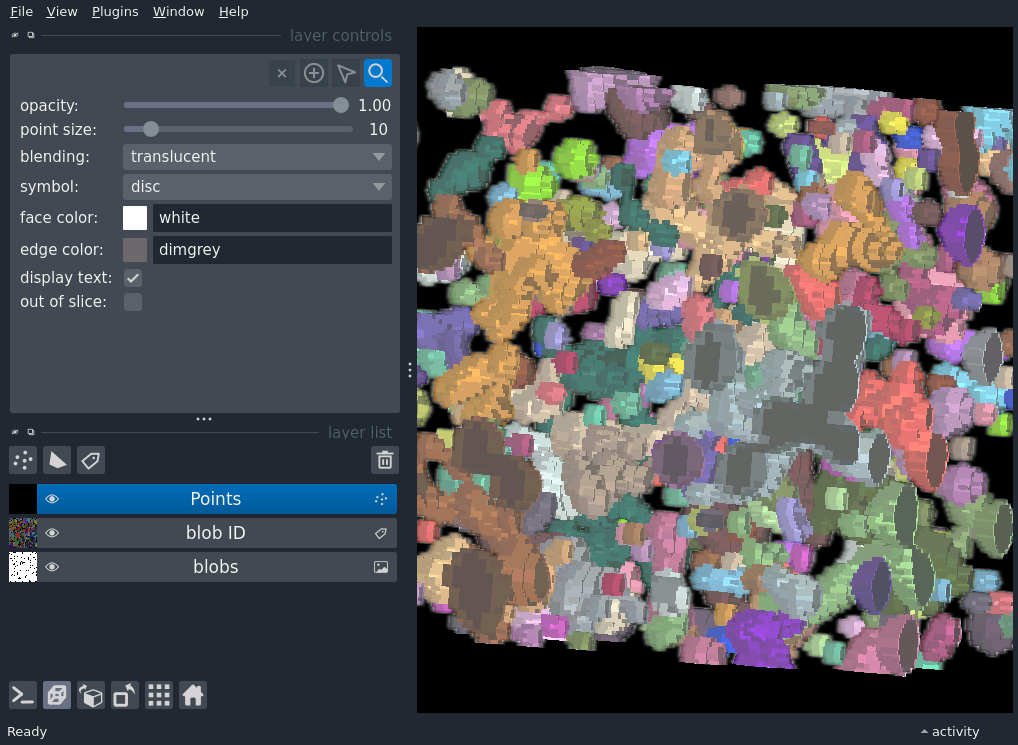 File View Plugins Window Help
layer controls
opacity: 1.00
point size: 10
blending: translucent
symbol: disc
face color: white
edge color: dimgrey
display text:
out of slice:
layer list
Points
blob ID
blobs
Ready activity